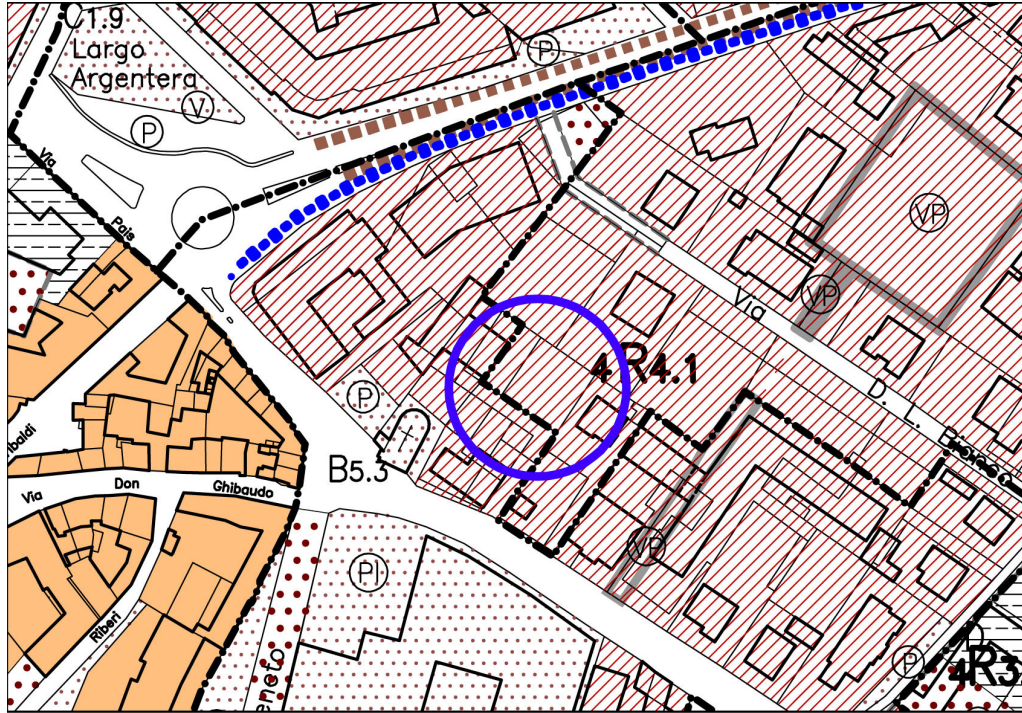 C1.9
Largo
Argentera
P
V
P
Via
Pais
VP
VP
Via
D. L. Bianco
4R4.1
P
B5.3
Via
Don
Ghibaudo
Riberi
PI
VP
P
4R3